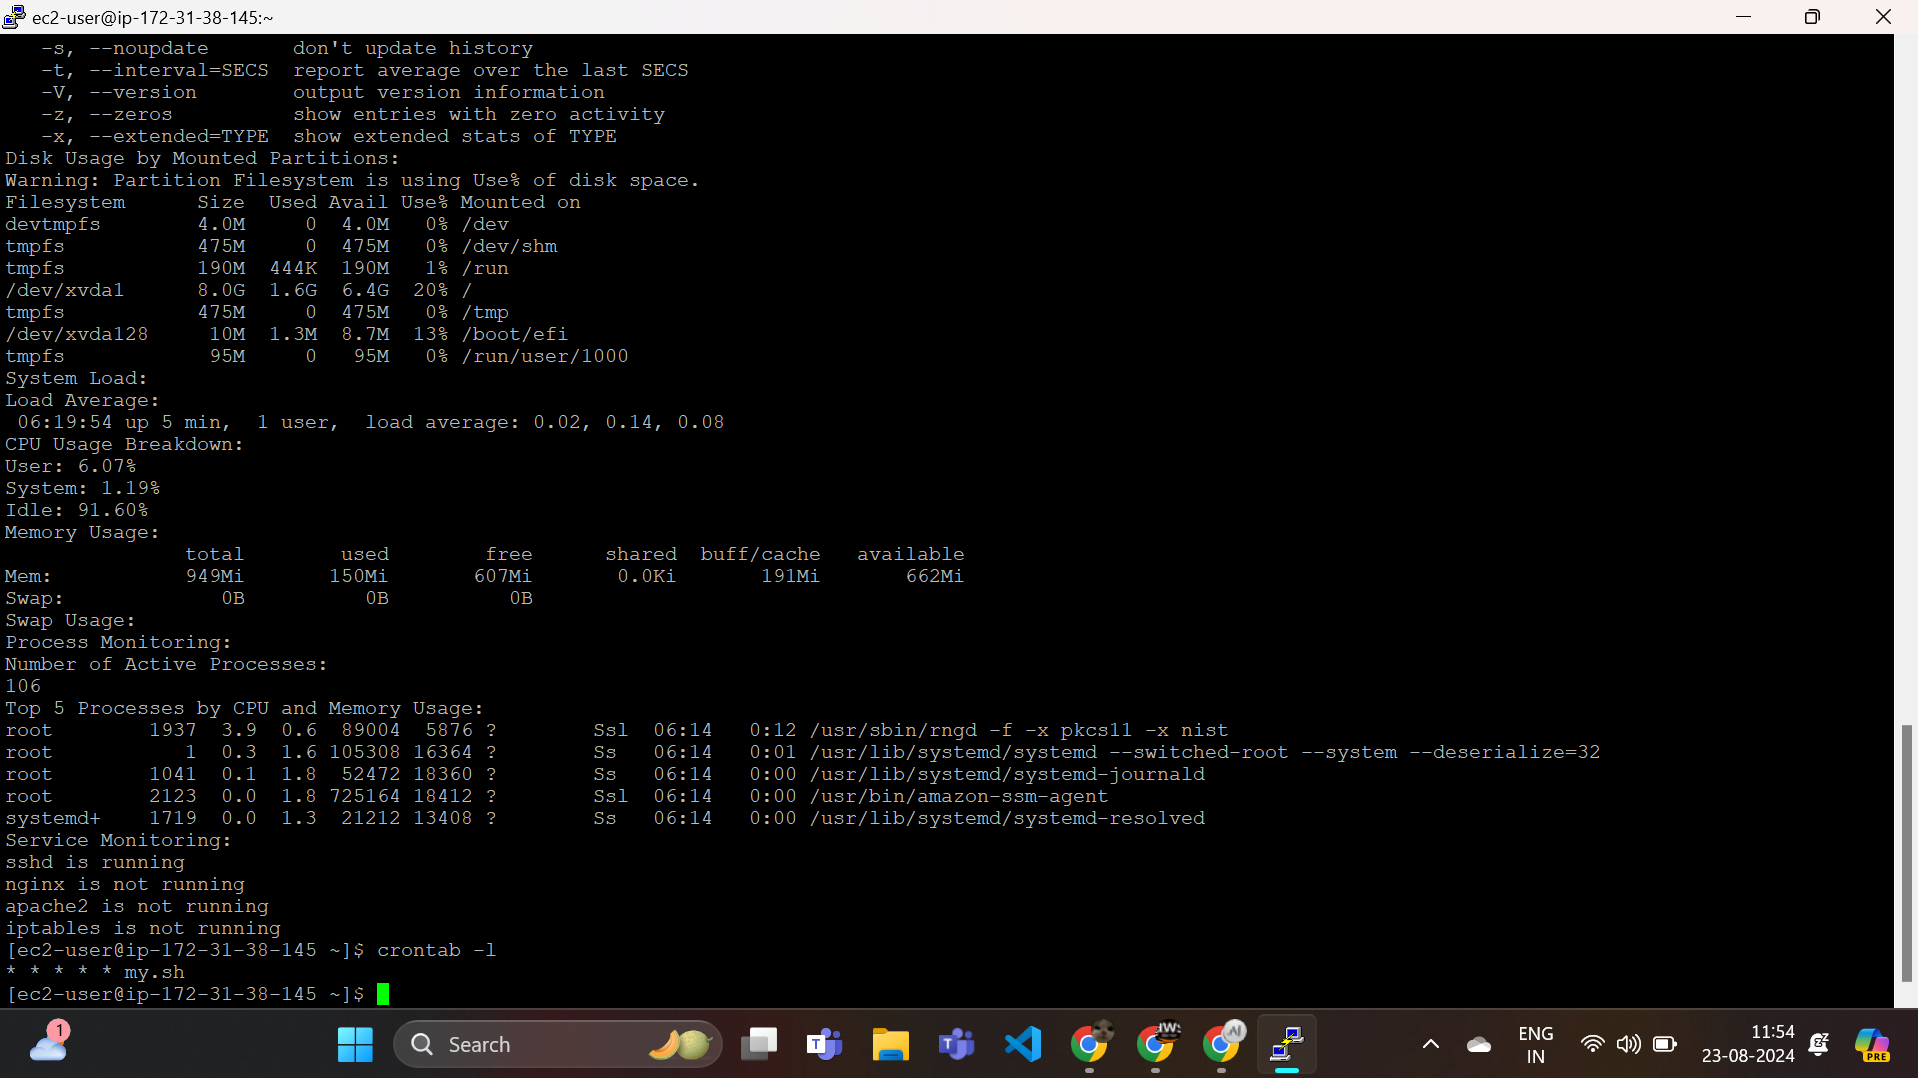 ec2-user@ip-172-31-38-145:~
   -s, --noupdate       don't update history
   -t, --interval=SECS  report average over the last SECS
   -V, --version        output version information
   -z, --zeros          show entries with zero activity
   -x, --extended=TYPE  show extended stats of TYPE
Disk Usage by Mounted Partitions:
Warning: Partition Filesystem is using Use% of disk space.
Filesystem      Size  Used Avail Use% Mounted on
devtmpfs        4.0M     0  4.0M   0% /dev
tmpfs           475M     0  475M   0% /dev/shm
tmpfs           190M  444K  190M   1% /run
/dev/xvda1      8.0G  1.6G  6.4G  20% /
tmpfs           475M     0  475M   0% /tmp
/dev/xvda128     10M  1.3M  8.7M  13% /boot/efi
tmpfs            95M     0   95M   0% /run/user/1000
System Load:
Load Average:
 06:19:54 up 5 min,  1 user,  load average: 0.02, 0.14, 0.08
CPU Usage Breakdown:
User: 6.07%
System: 1.19%
Idle: 91.60%
Memory Usage:
               total        used        free      shared  buff/cache   available
Mem:           949Mi       150Mi       607Mi       0.0Ki       191Mi       662Mi
Swap:             0B          0B          0B
Swap Usage:
Process Monitoring:
Number of Active Processes:
106
Top 5 Processes by CPU and Memory Usage:
root        1937  3.9  0.6  89004  5876 ?        Ssl  06:14   0:12 /usr/sbin/rngd -f -x pkcs11 -x nist
root           1  0.3  1.6 105308 16364 ?        Ss   06:14   0:01 /usr/lib/systemd/systemd --switched-root --system --deserialize=32
root        1041  0.1  1.8  52472 18360 ?        Ss   06:14   0:00 /usr/lib/systemd/systemd-journald
root        2123  0.0  1.8 725164 18412 ?        Ssl  06:14   0:00 /usr/bin/amazon-ssm-agent
systemd+    1719  0.0  1.3  21212 13408 ?        Ss   06:14   0:00 /usr/lib/systemd/systemd-resolved
Service Monitoring:
sshd is running
nginx is not running
apache2 is not running
iptables is not running
[ec2-user@ip-172-31-38-145 ~]$ crontab -l
* * * * * my.sh
[ec2-user@ip-172-31-38-145 ~]$
1
Search
ENG
IN
11:54
23-08-2024
PRE